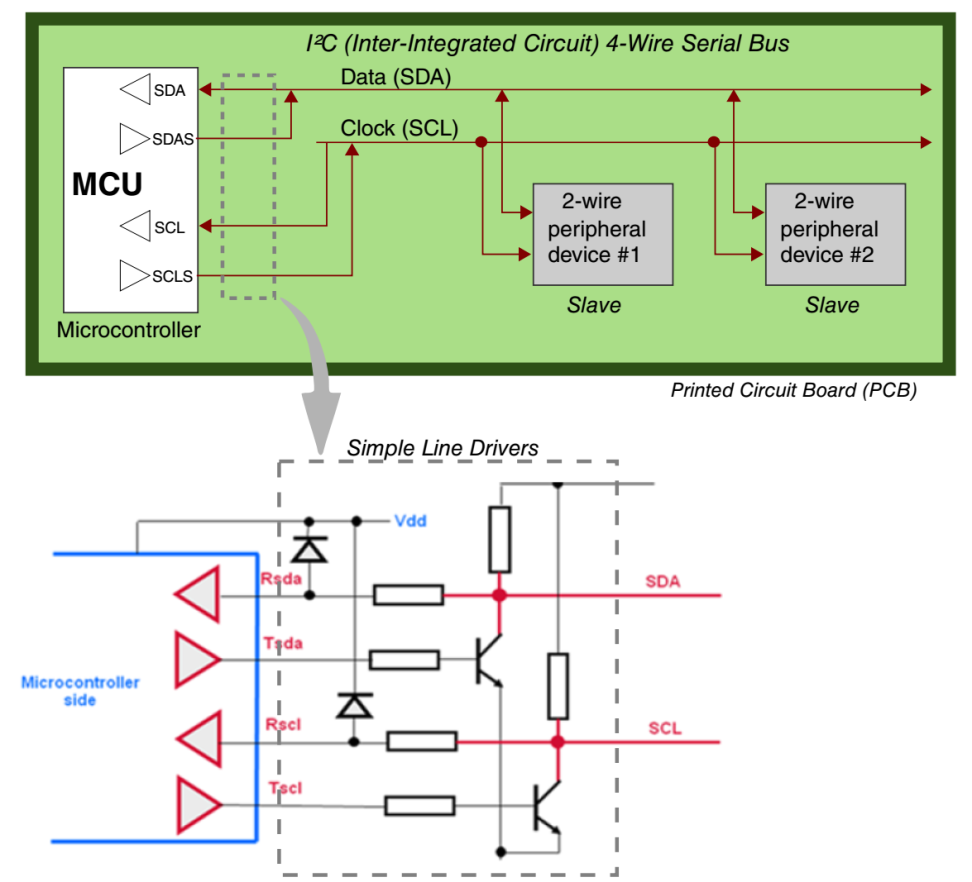 I²C (Inter-Integrated Circuit) 4-Wire Serial Bus
Data (SDA)
SDA
Clock (SCL)
SDAS
MCU
SCL
SCLS
2-wire
peripheral
device #1
2-wire
peripheral
device #2
Slave
Slave
Microcontroller
Printed Circuit Board (PCB)
Simple Line Drivers
Vdd
Rsda
SDA
Tsda
Microcontroller
side
Rscl
SCL
Tscl